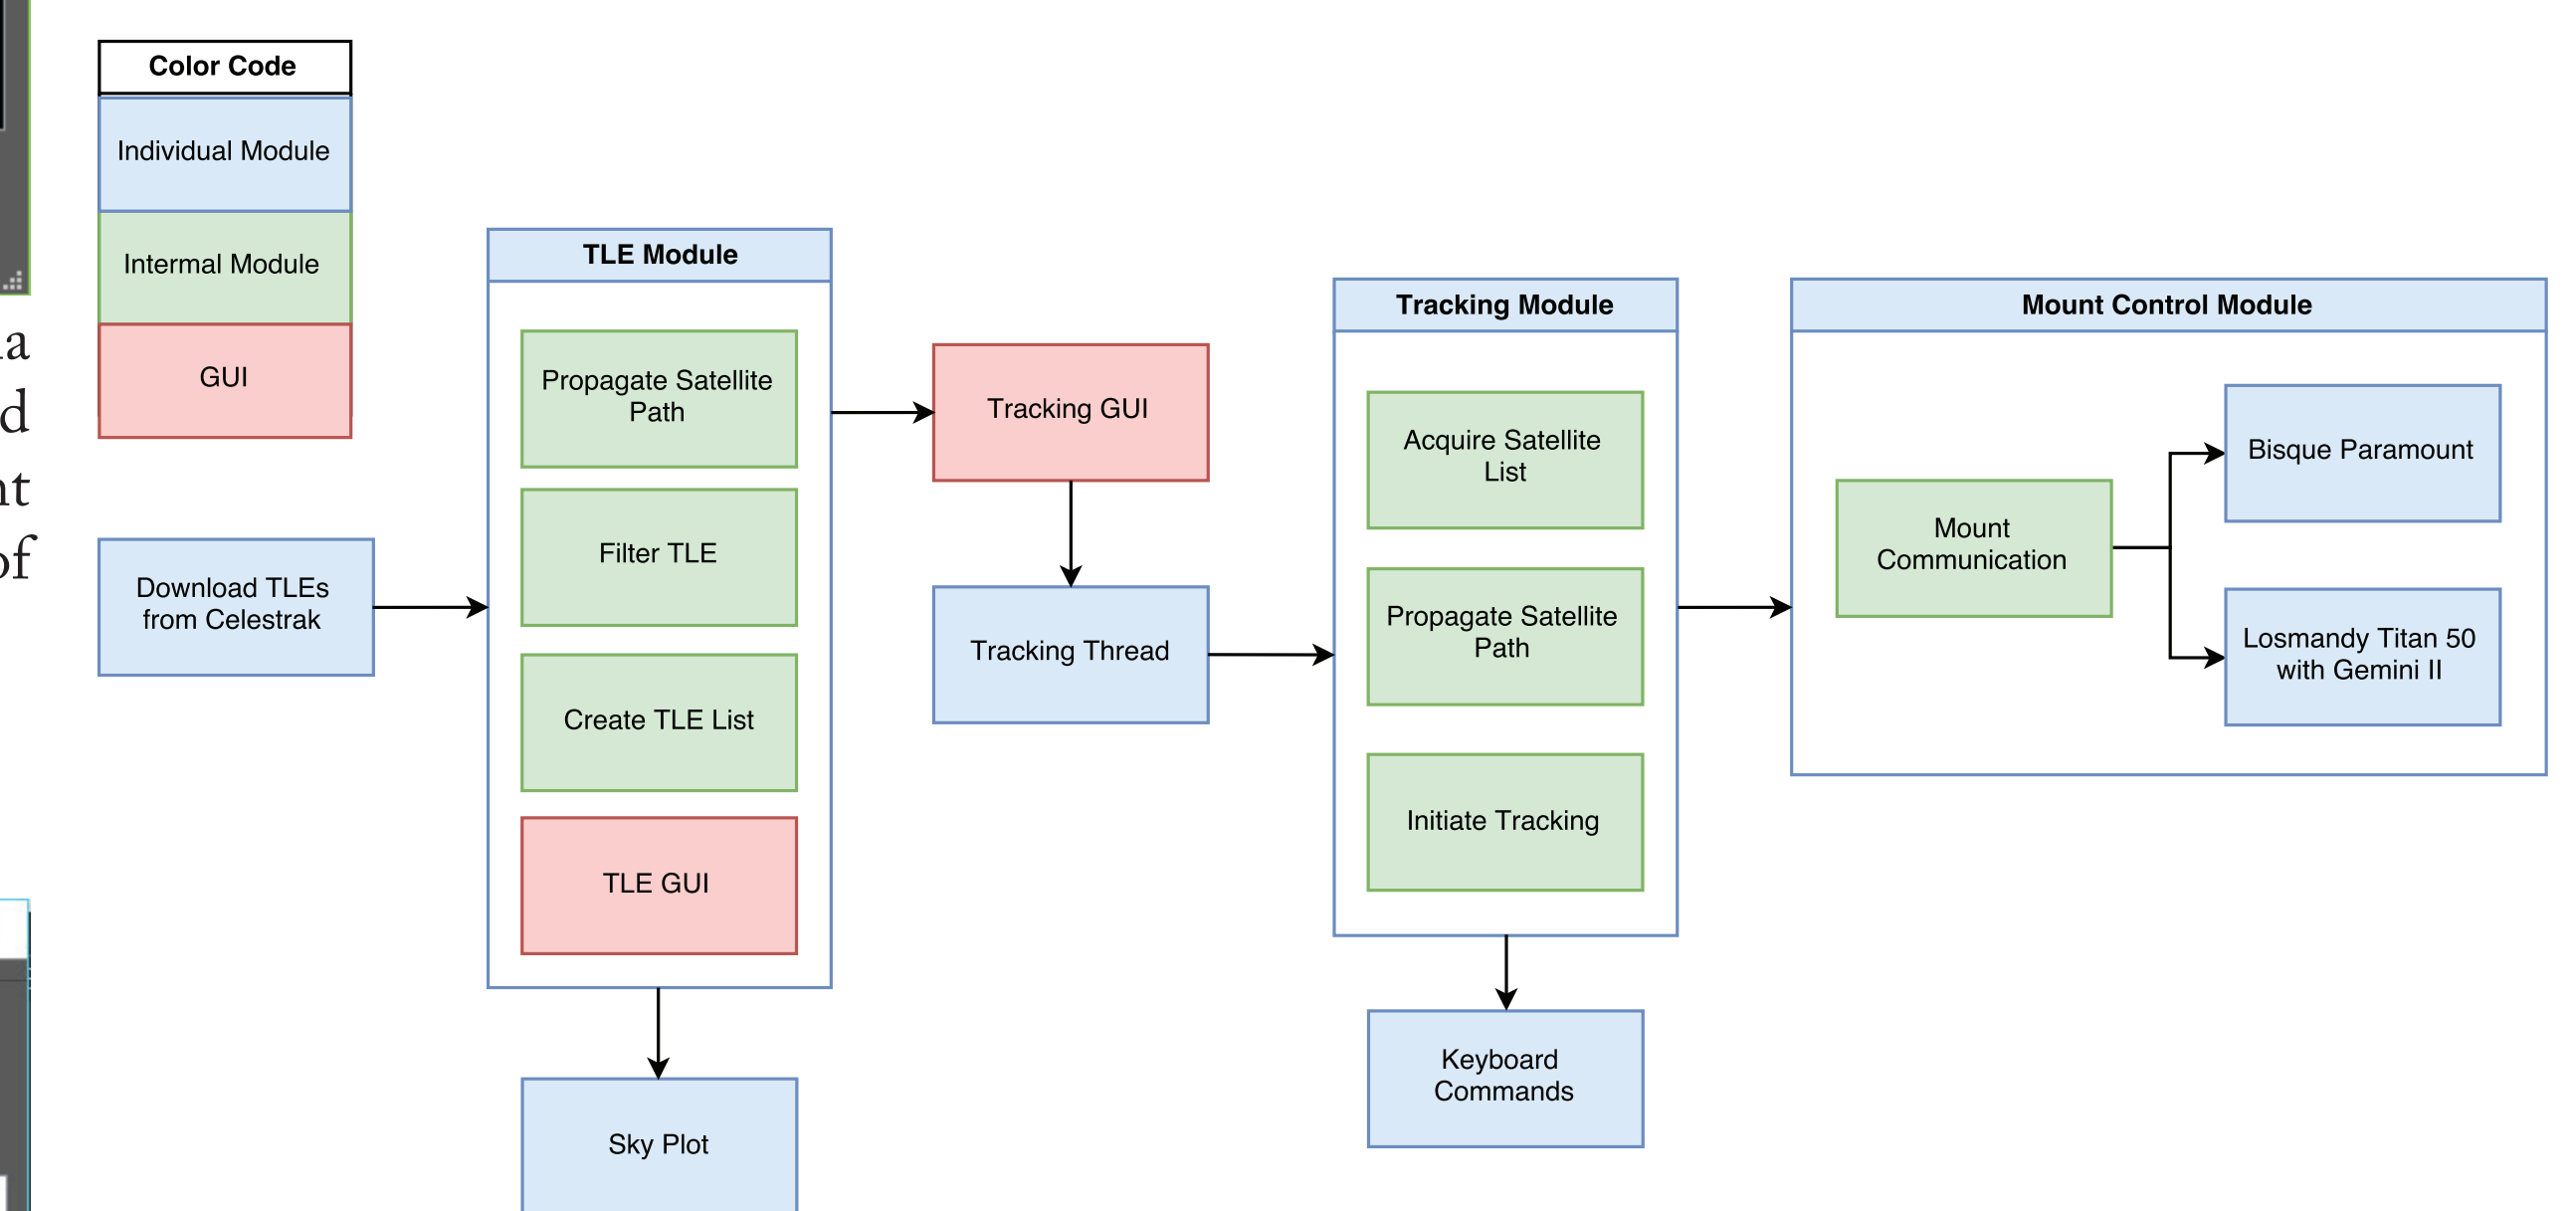 Color Code
Individual Module
Intermal Module
GUI
d
nt
of
Download TLEs
from Celestrak
TLE Module
Propagate Satellite
Path
Filter TLE
Create TLE List
TLE GUI
Sky Plot
Tracking GUI
Tracking Thread
Tracking Module
Acquire Satellite
List
Propagate Satellite
Path
Initiate Tracking
Keyboard
Commands
Mount Control Module
Mount
Communication
Bisque Paramount
Losmandy Titan 50
with Gemini II